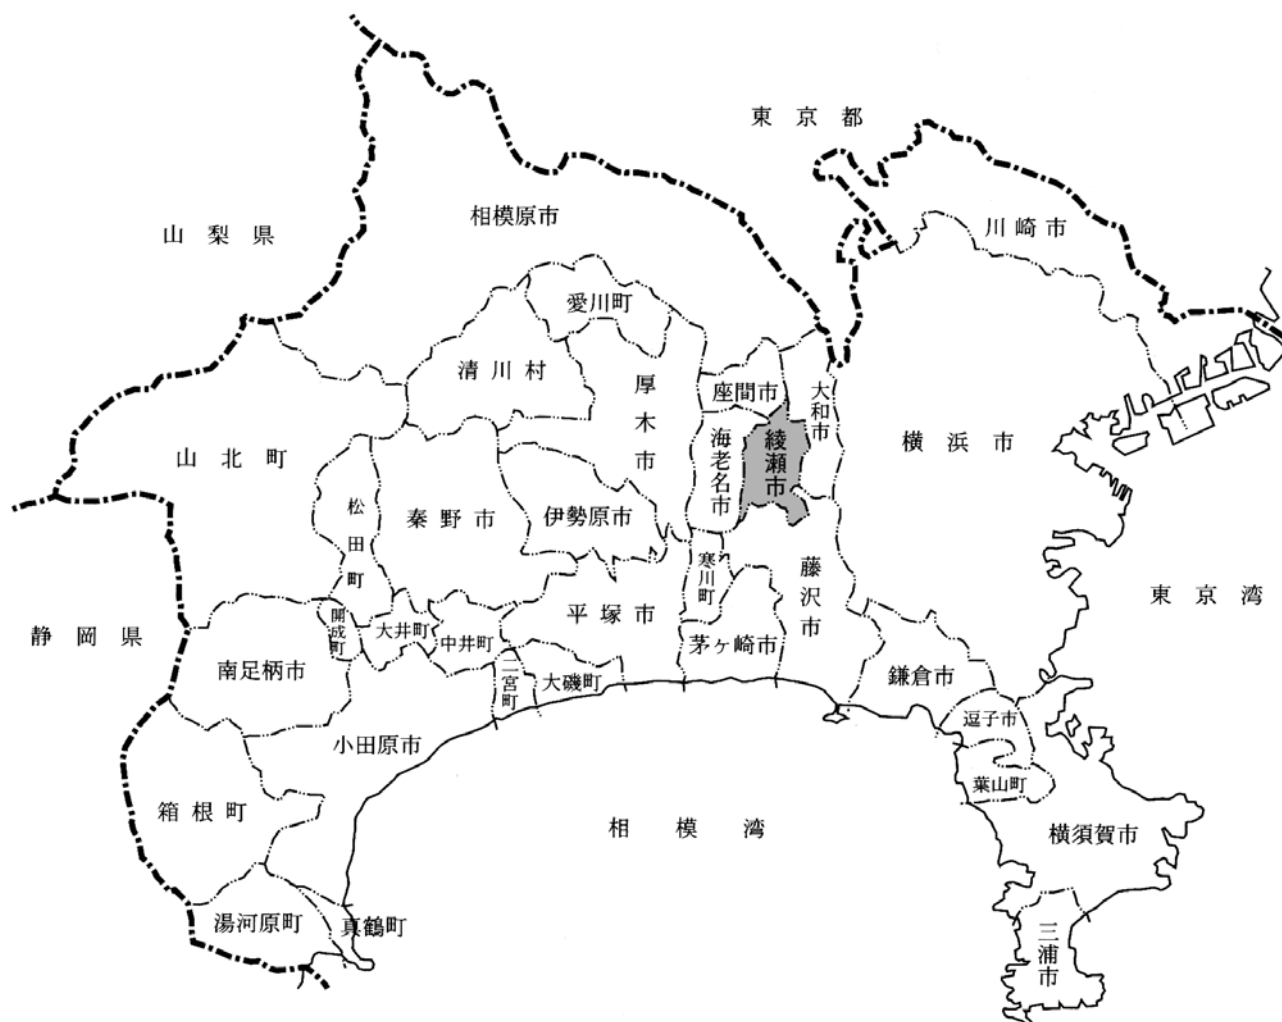 東京都
山梨県
相模原市
川崎市
愛川町
清川村
厚木市
座間市
大和市
海老名市
綾瀬市
横浜市
山北町
松田町
秦野市
伊勢原市
寒川町
藤沢市
東京湾
静岡県
開成町
大井町
中井町
平塚市
茅ヶ崎市
南足柄市
二宮町
大磯町
鎌倉市
逗子市
小田原市
葉山町
箱根町
相模湾
横須賀市
湯河原町
真鶴町
三浦市